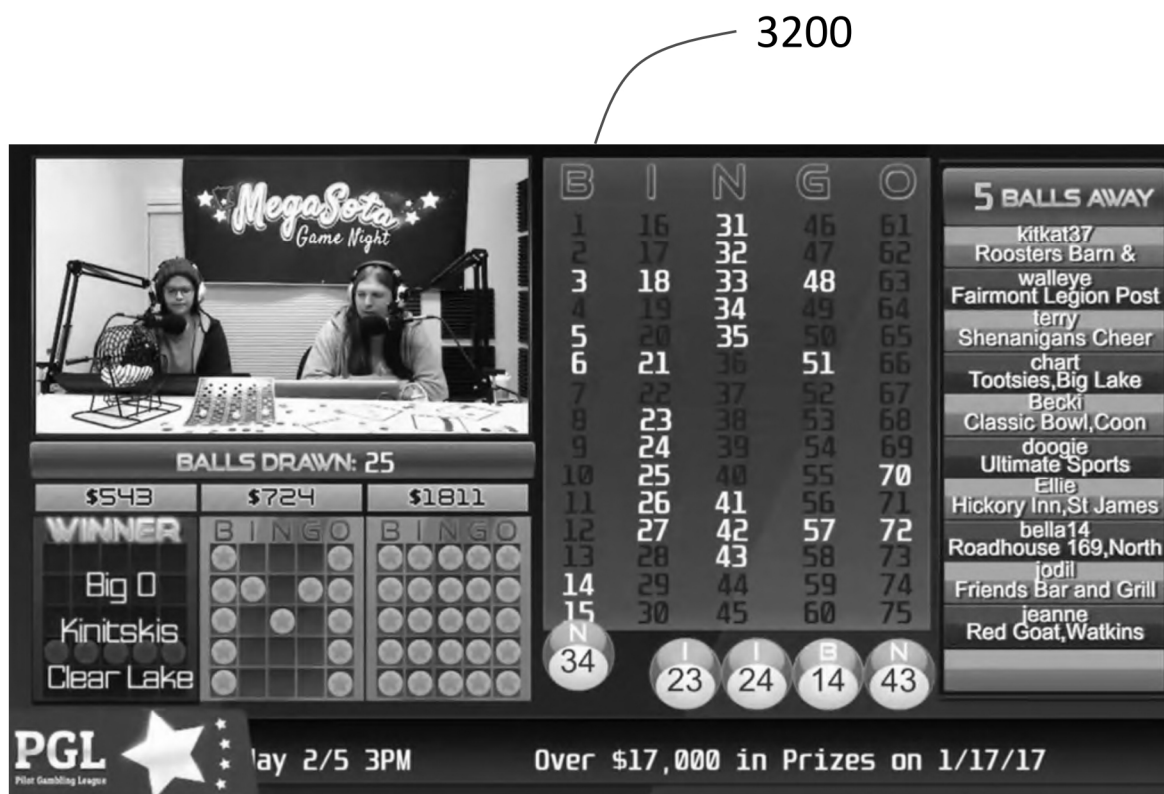 3200
MegaSota
Game Night
BALLS DRAWN: 25
$543 $724 $1811
WINNER
Big O
Kinitskis
Clear Lake
B I N G O
B I N G O
B I N G O
1 16 31 46 61
2 17 32 47 62
3 18 33 48 63
4 19 34 49 64
5 20 35 50 65
6 21 36 51 66
7 22 37 52 67
8 23 38 53 68
9 24 39 54 69
10 25 40 55 70
11 26 41 56 71
12 27 42 57 72
13 28 43 58 73
14 29 44 59 74
15 30 45 60 75
N
34
I
23
I
24
B
14
N
43
5 BALLS AWAY
kitkat37
Roosters Barn &
walleye
Fairmont Legion Post
terry
Shenanigans Cheer
chart
Tootsies,Big Lake
Becki
Classic Bowl,Coon
doogie
Ultimate Sports
Ellie
Hickory Inn,St James
bella14
Roadhouse 169,North
jodil
Friends Bar and Grill
jeanne
Red Goat,Watkins
PGL
Pilot Gambling League
ay 2/5 3PM Over $17,000 in Prizes on 1/17/17